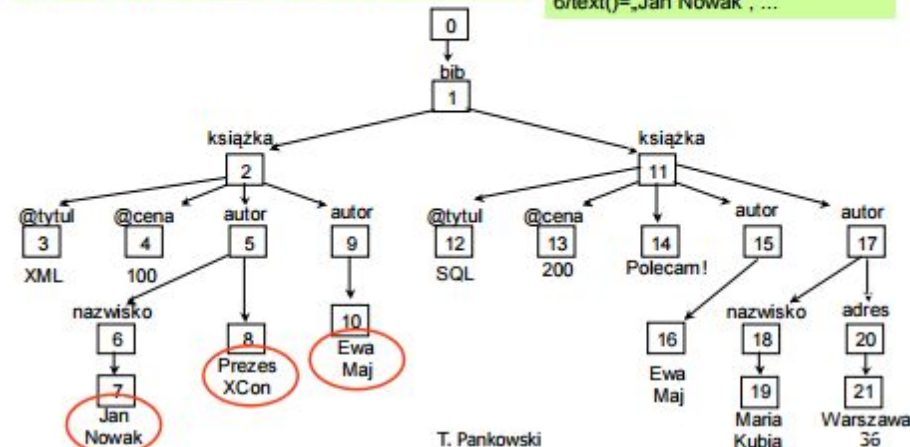 6/text()=„Jan Nowak", ...
0
bib
1
książka
książka
2
11
@tytul
@cena
autor
autor
@tytul
@cena
autor
autor
3
4
5
9
12
13
14
15
17
XML
100
SQL
200
Polecam!
nazwisko
nazwisko
adres
6
8
10
16
18
20
Prezes
XCon
Ewa
Maj
Ewa
Maj
7
19
21
Jan
Nowak
Maria
Kubia
Warszawa
T. Pankowski
36